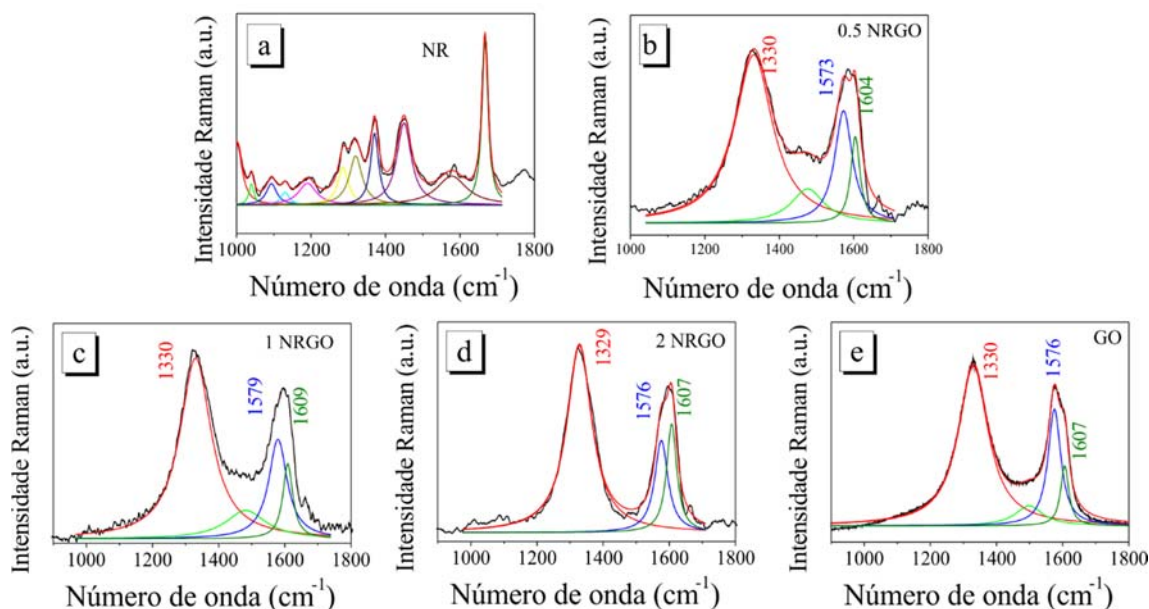 a
NR
Intensidade Raman (a.u.)
1000 1200 1400 1600 1800
Número de onda (cm-1)
b
0.5 NRGO
1330
1573
1604
Intensidade Raman (a.u.)
1000 1200 1400 1600 1800
Número de onda (cm-1)
c
1 NRGO
1330
1579
1609
Intensidade Raman (a.u.)
1000 1200 1400 1600 1800
Número de onda (cm-1)
d
2 NRGO
1329
1576
1607
Intensidade Raman (a.u.)
1000 1200 1400 1600 1800
Número de onda (cm-1)
e
GO
1330
1576
1607
Intensidade Raman (a.u.)
1000 1200 1400 1600 1800
Número de onda (cm-1)